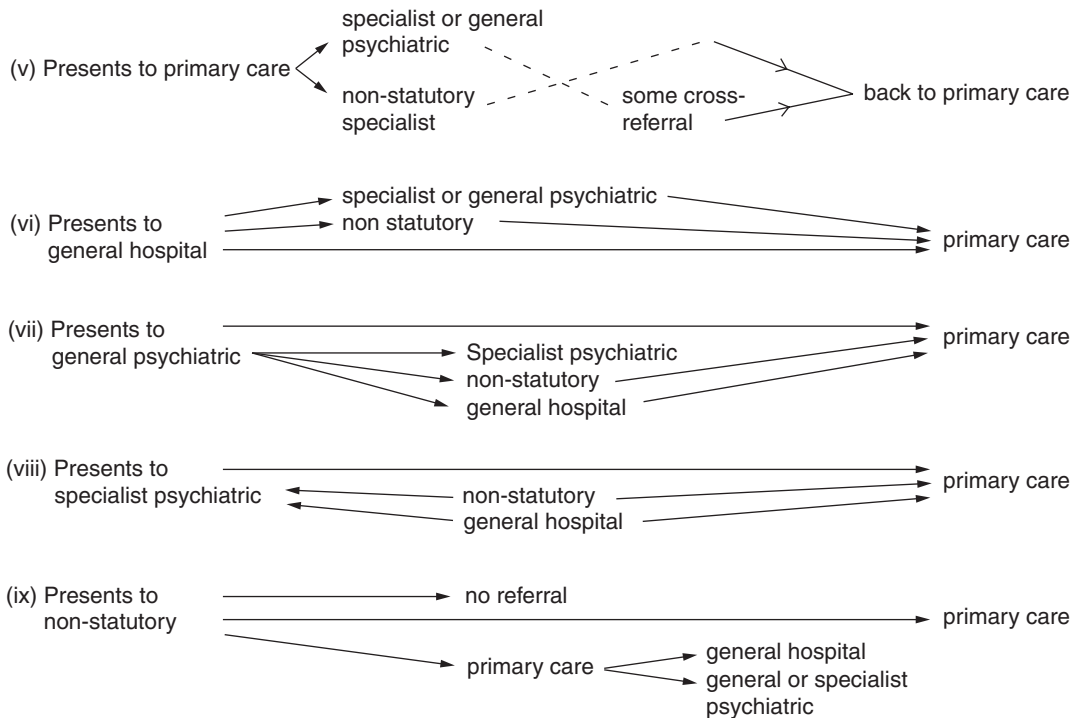 specialist or general
psychiatric
(v) Presents to primary care
non-statutory
specialist
some cross-
referral
back to primary care
(vi) Presents to
general hospital
specialist or general psychiatric
non statutory
primary care
(vii) Presents to
general psychiatric
Specialist psychiatric
non-statutory
general hospital
primary care
(viii) Presents to
specialist psychiatric
non-statutory
general hospital
primary care
(ix) Presents to
non-statutory
no referral
primary care
primary care
general hospital
general or specialist
psychiatric